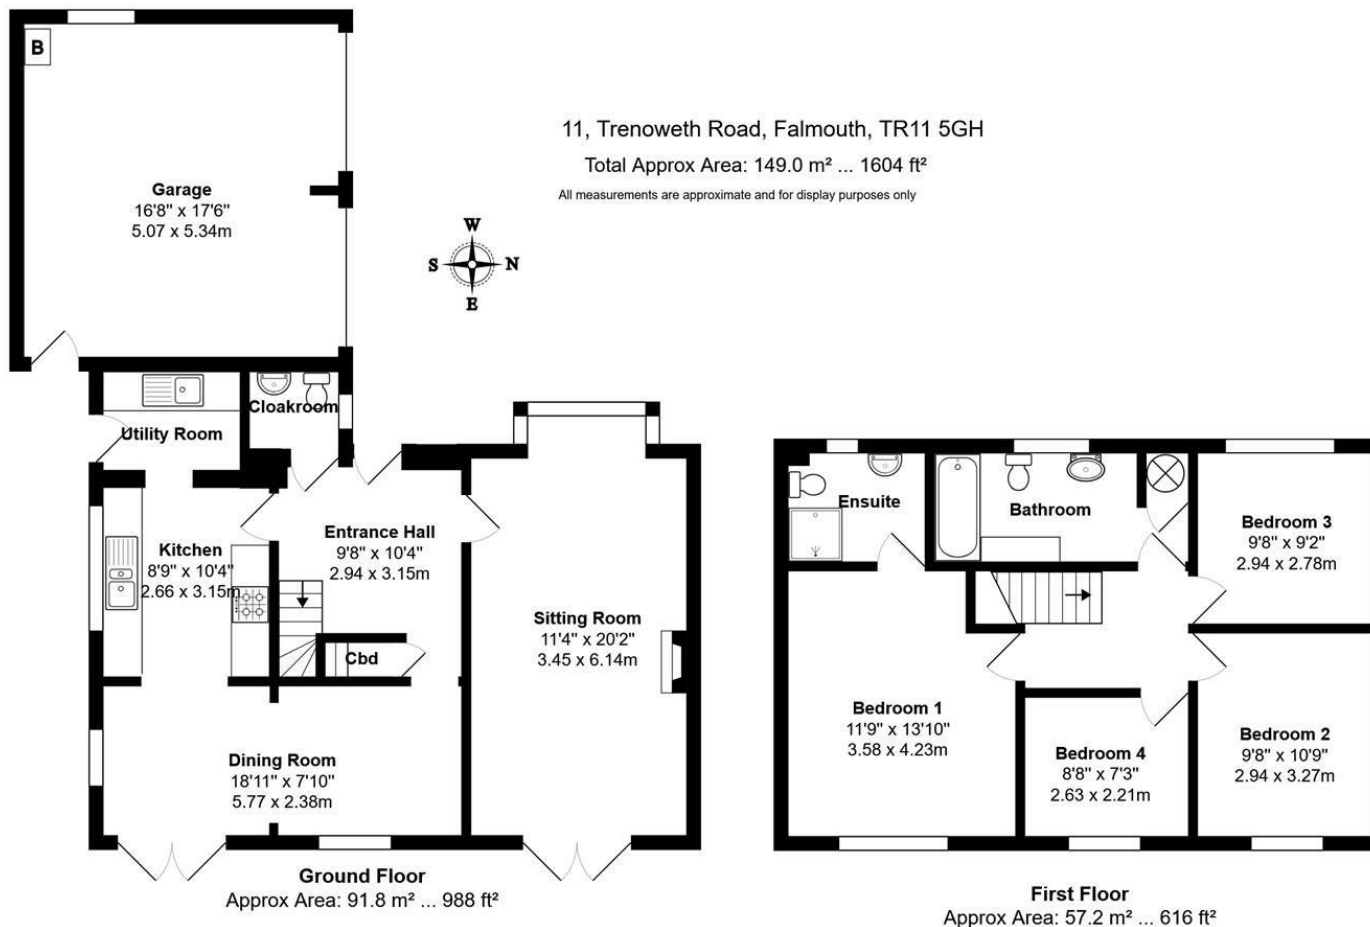 B
Garage
16'8" x 17'6"
5.07 x 5.34m
11, Trenoweth Road, Falmouth, TR11 5GH
Total Approx Area: 149.0 m² ... 1604 ft²
All measurements are approximate and for display purposes only
W
S N
E
Cloakroom
Utility Room
Kitchen
8'9" x 10'4"
2.66 x 3.15m
Entrance Hall
9'8" x 10'4"
2.94 x 3.15m
Cbd
Sitting Room
11'4" x 20'2"
3.45 x 6.14m
Dining Room
18'11" x 7'10"
5.77 x 2.38m
Ground Floor
Approx Area: 91.8 m² ... 988 ft²
Ensuite
Bathroom
Bedroom 3
9'8" x 9'2"
2.94 x 2.78m
Bedroom 1
11'9" x 13'10"
3.58 x 4.23m
Bedroom 4
8'8" x 7'3"
2.63 x 2.21m
Bedroom 2
9'8" x 10'9"
2.94 x 3.27m
First Floor
Approx Area: 57.2 m² ... 616 ft²